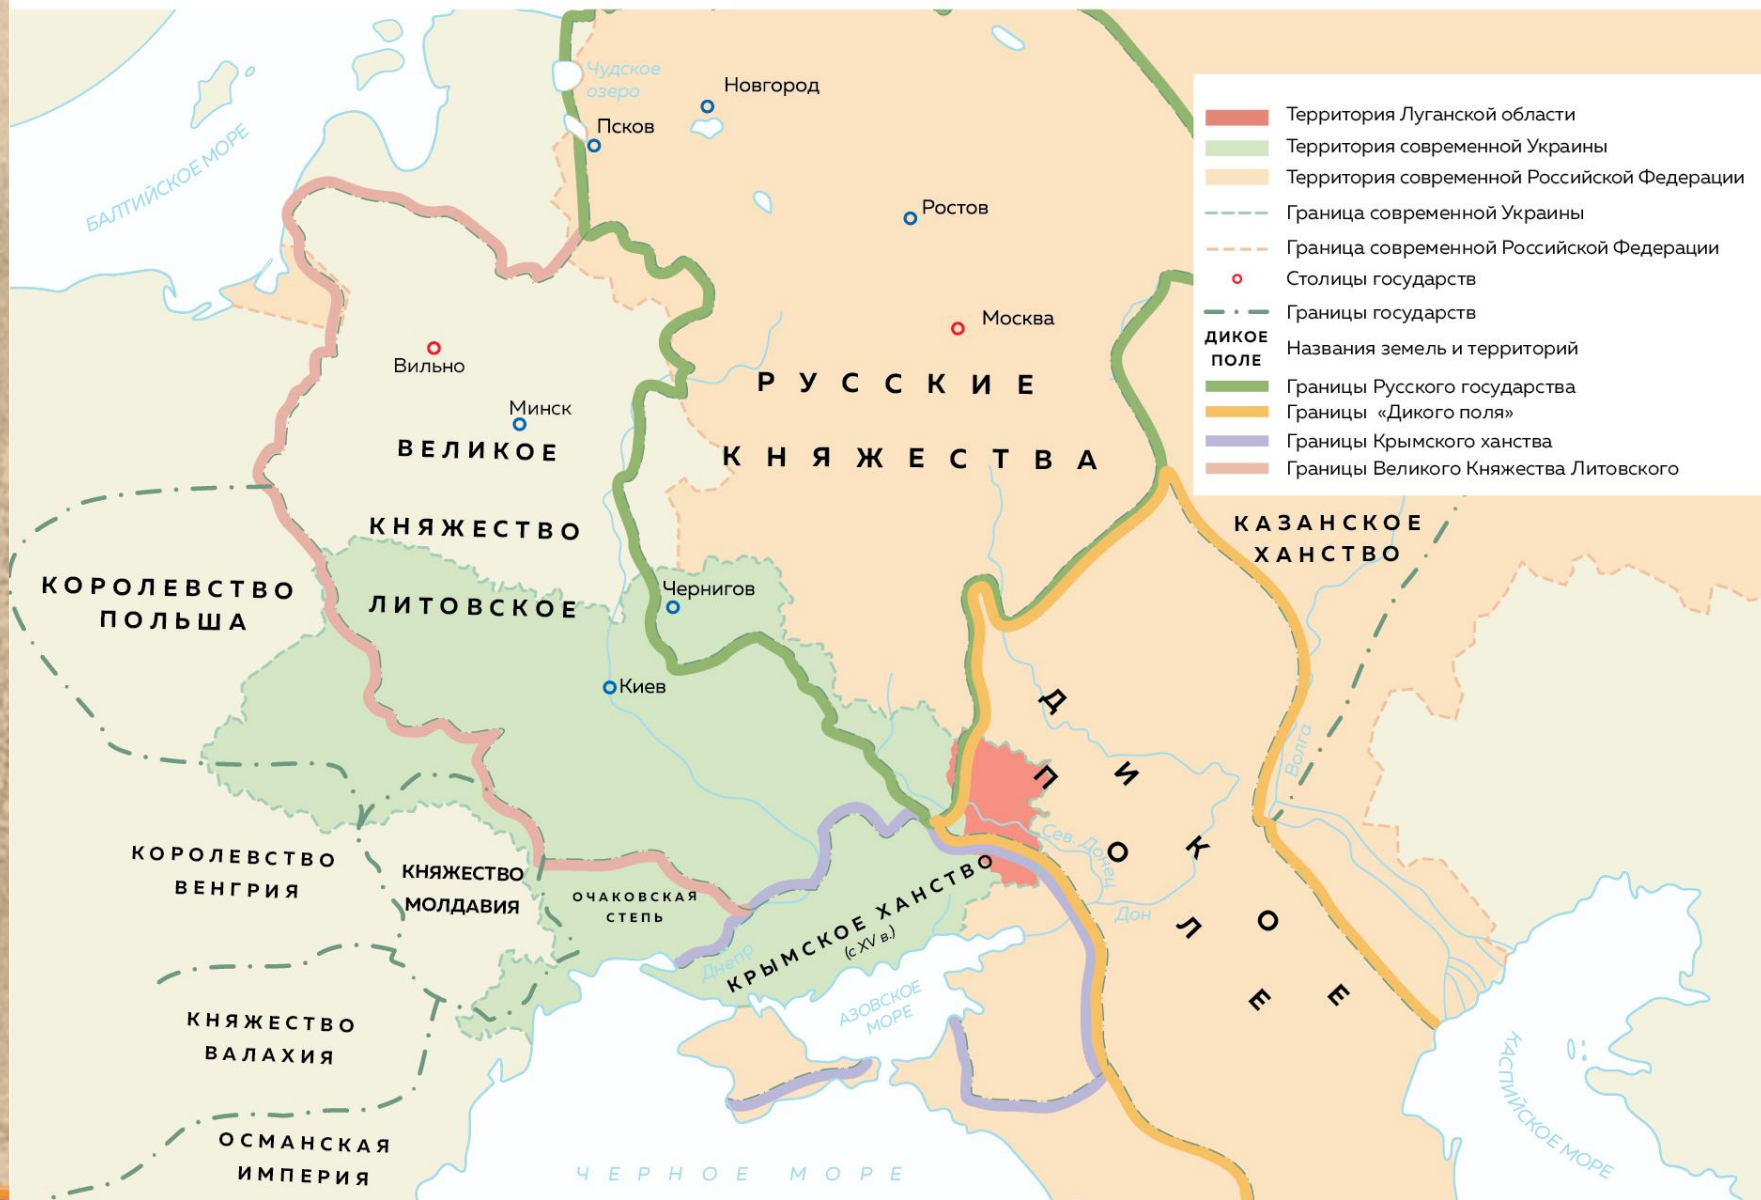 Чудское
озеро
Новгород
Псков
БАЛТИЙСКОЕ МОРЕ
Ростов
Москва
Вильно
Минск
РУССКИЕ
КНЯЖЕСТВА
ВЕЛИКОЕ
КНЯЖЕСТВО
ЛИТОВСКОЕ
КОРОЛЕВСТВО
ПОЛЬША
Чернигов
Киев
КАЗАНСКОЕ
ХАНСТВО
ДИКОЕ
ПОЛЕ
Волга
Сев. Донец
Дон
КОРОЛЕВСТВО
ВЕНГРИЯ
КНЯЖЕСТВО
МОЛДАВИЯ
ОЧАКОВСКАЯ
СТЕПЬ
Днепр
КРЫМСКОЕ ХАНСТВО
(с XV в.)
АЗОВСКОЕ
МОРЕ
КНЯЖЕСТВО
ВАЛАХИЯ
ОСМАНСКАЯ
ИМПЕРИЯ
ЧЕРНОЕ МОРЕ
КАСПИЙСКОЕ МОРЕ
Территория Луганской области
Территория современной Украины
Территория современной Российской Федерации
Граница современной Украины
Граница современной Российской Федерации
Столицы государств
Границы государств
ДИКОЕ
ПОЛЕ
Названия земель и территорий
Границы Русского государства
Границы «Дикого поля»
Границы Крымского ханства
Границы Великого Княжества Литовского